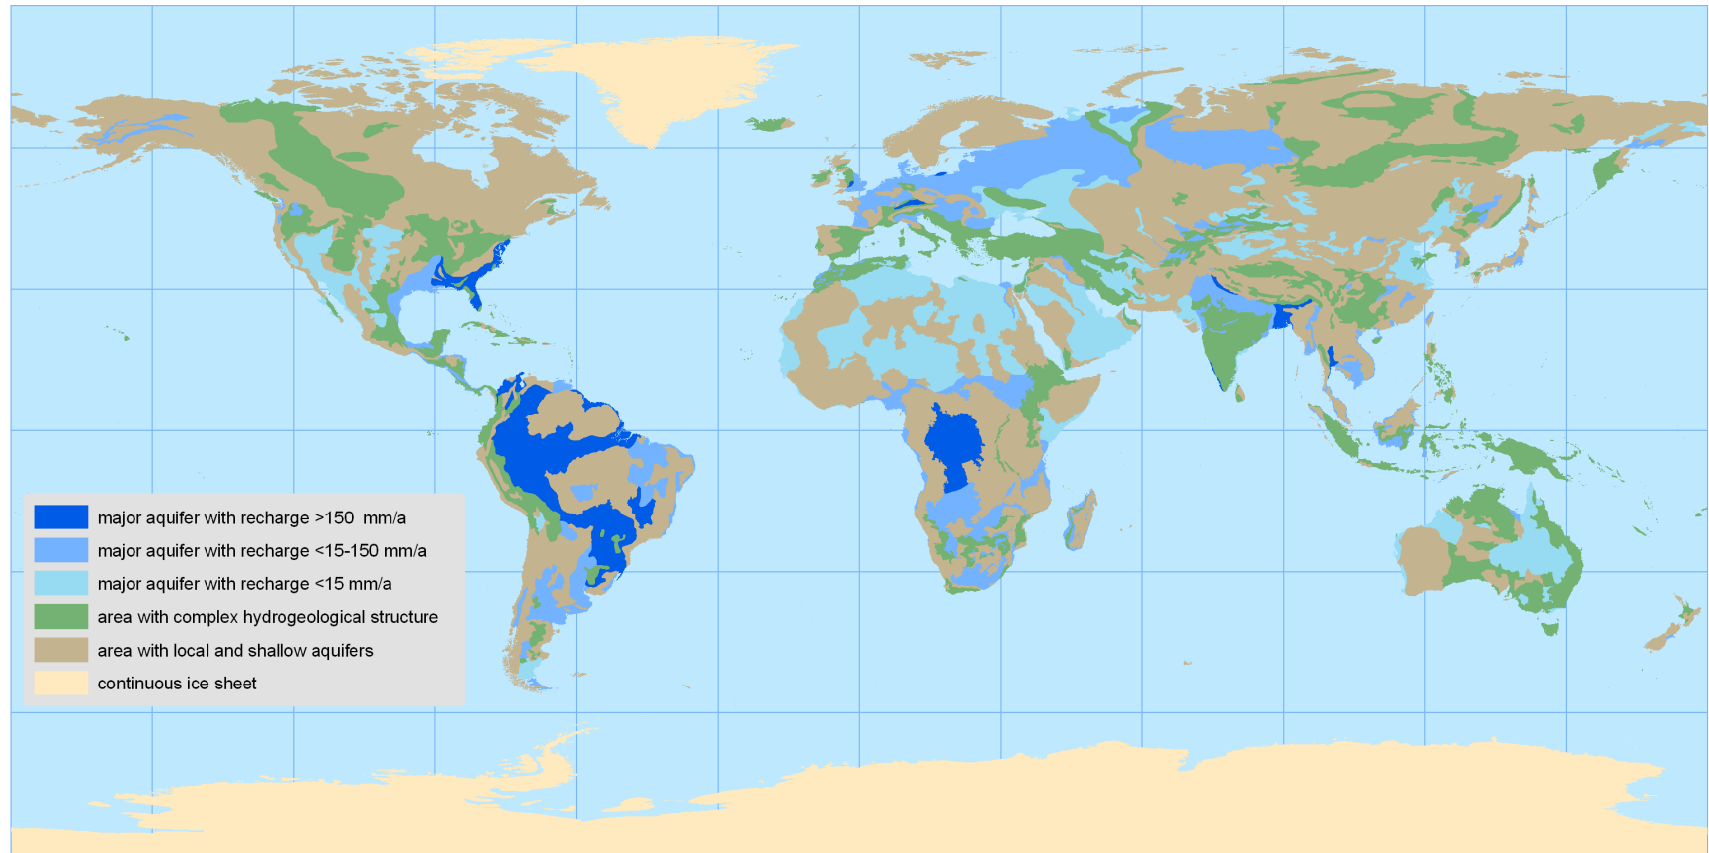 major aquifer with recharge >150  mm/a
major aquifer with recharge <15-150 mm/a
major aquifer with recharge <15 mm/a
area with complex hydrogeological structure
area with local and shallow aquifers
continuous ice sheet